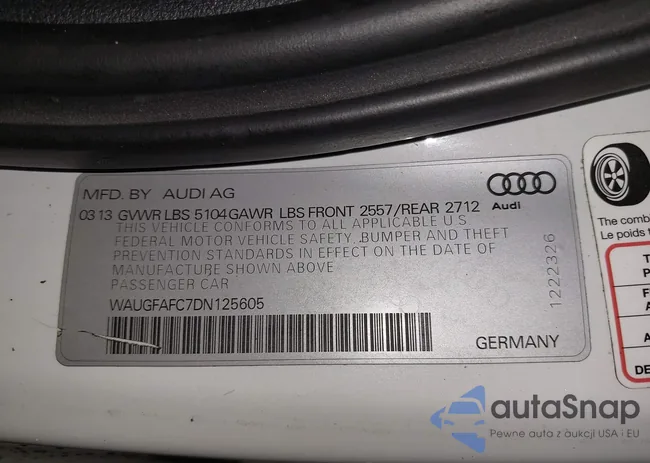 MFD. BY AUDI AG
Audi
03 13 GVWR LBS 5104 GAWR LBS FRONT 2557/REAR 2712
THIS VEHICLE CONFORMS TO ALL APPLICABLE U S
FEDERAL MOTOR VEHICLE SAFETY, BUMPER AND THEFT
PREVENTION STANDARDS IN EFFECT ON THE DATE OF
MANUFACTURE SHOWN ABOVE
PASSENGER CAR
WAUGFAFC7DN125605
GERMANY
1222326
The comb
Le poids t
T
P
F
A
A
DE
autaSnap
Pewne auta z aukcji USA i EU